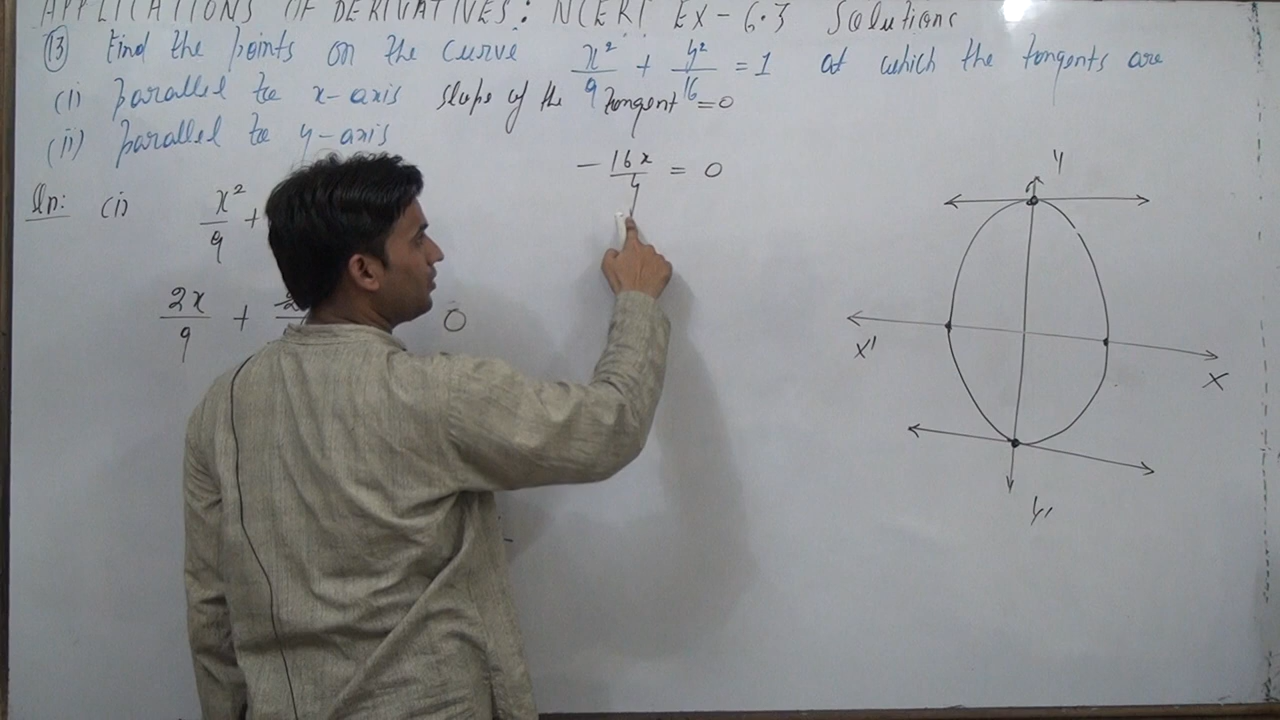 APPLICATIONS OF DERIVATIVES: NCERT EX-6.3 Solutions
(13) Find the points on the curve x²/9 + y²/16 = 1 at which the tangents are
(i) parallel to x-axis slope of the tangent = 0
(ii) parallel to y-axis
- 16x/y = 0
Sln: (i) x²/9 +
2x/9 + 2 0
Y
X'
X
Y'